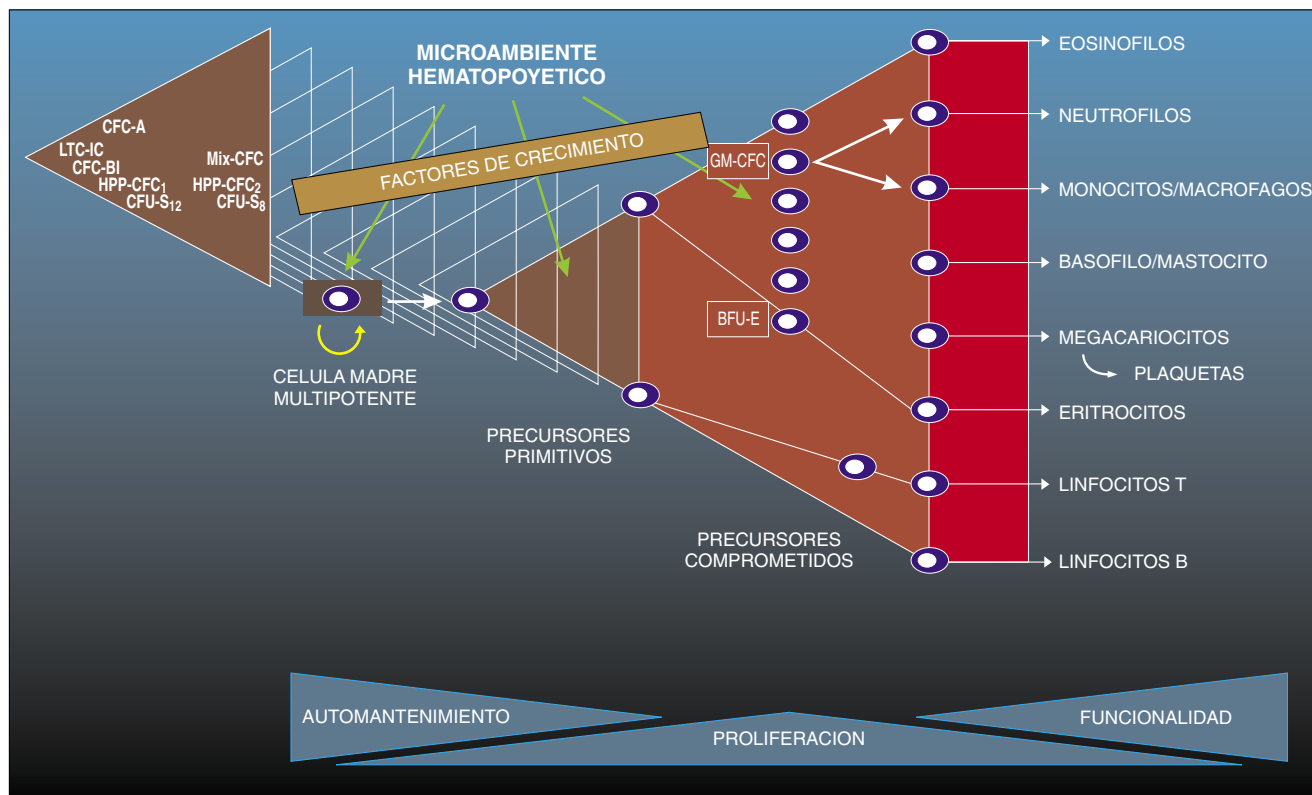 MICROAMBIENTE
HEMATOPOYETICO
FACTORES DE CRECIMIENTO
CFC-A
LTC-IC
CFC-BI
HPP-CFC1
CFU-S12
Mix-CFC
HPP-CFC2
CFU-S8
CELULA MADRE
MULTIPOTENTE
PRECURSORES
PRIMITIVOS
GM-CFC
BFU-E
PRECURSORES
COMPROMETIDOS
EOSINOFILOS
NEUTROFILOS
MONOCITOS/MACROFAGOS
BASOFILO/MASTOCITO
MEGACARIOCITOS
PLAQUETAS
ERITROCITOS
LINFOCITOS T
LINFOCITOS B
AUTOMANTENIMIENTO
PROLIFERACION
FUNCIONALIDAD